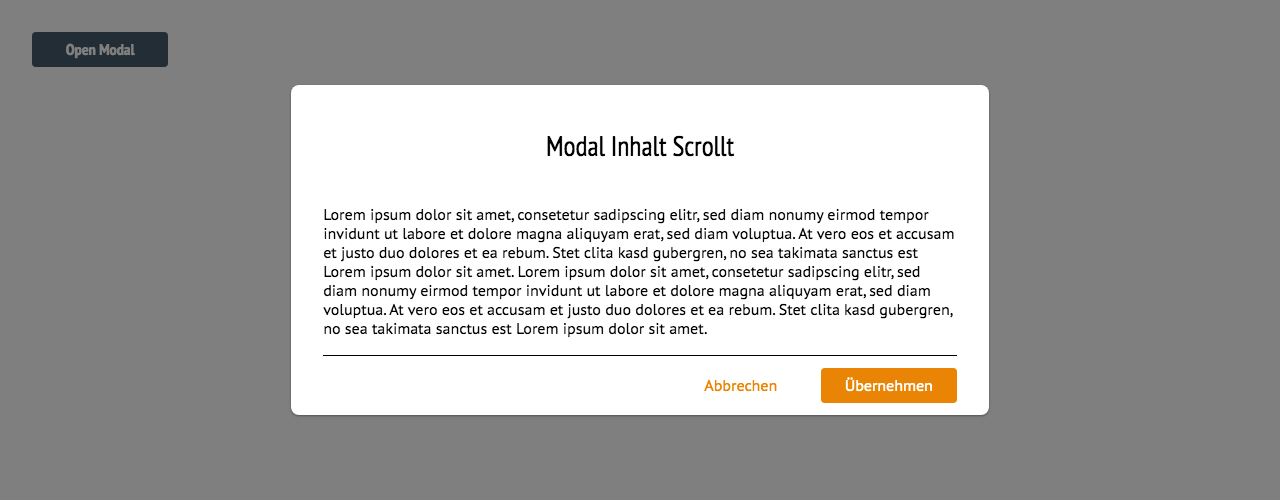 Open Modal
Modal Inhalt Scrollt
Lorem ipsum dolor sit amet, consetetur sadipscing elitr, sed diam nonumy eirmod tempor
invidunt ut labore et dolore magna aliquyam erat, sed diam voluptua. At vero eos et accusam
et justo duo dolores et ea rebum. Stet clita kasd gubergren, no sea takimata sanctus est
Lorem ipsum dolor sit amet. Lorem ipsum dolor sit amet, consetetur sadipscing elitr, sed
diam nonumy eirmod tempor invidunt ut labore et dolore magna aliquyam erat, sed diam
voluptua. At vero eos et accusam et justo duo dolores et ea rebum. Stet clita kasd gubergren,
no sea takimata sanctus est Lorem ipsum dolor sit amet.
Abbrechen
Übernehmen